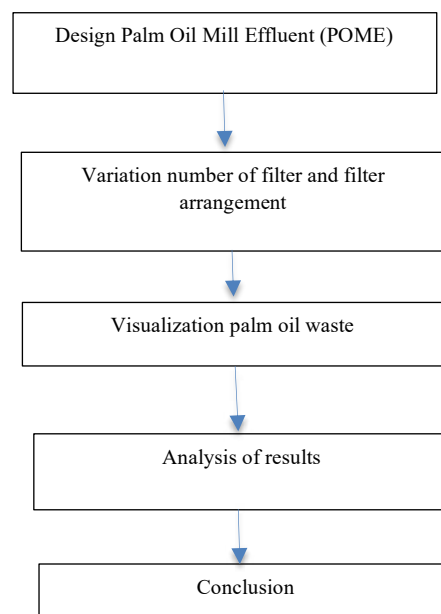 Design Palm Oil Mill Effluent (POME)
Variation number of filter and filter
arrangement
Visualization palm oil waste
Analysis of results
Conclusion